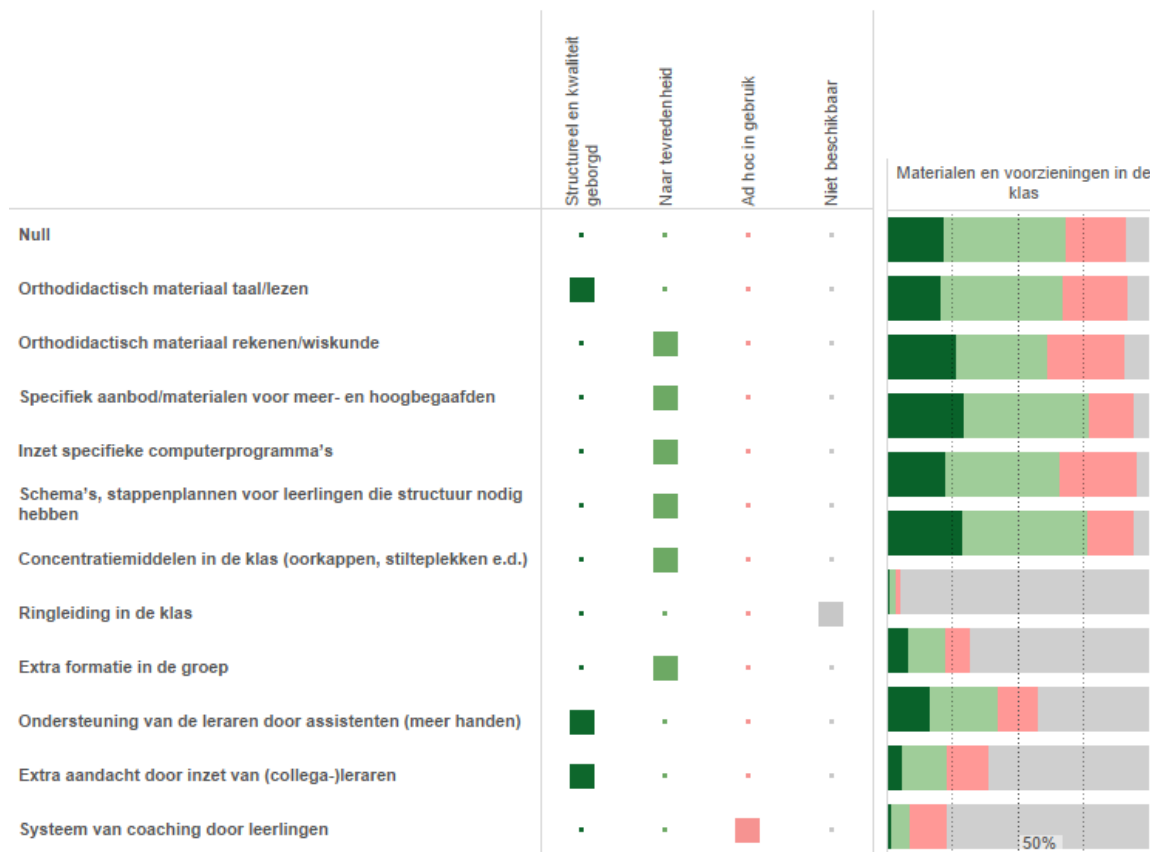 Structureel en kwaliteit
geborgd
Naar tevredenheid
Ad hoc in gebruik
Niet beschikbaar
Materialen en voorzieningen in de
klas
Null
Orthodidactisch materiaal taal/lezen
Orthodidactisch materiaal rekenen/wiskunde
Specifiek aanbod/materialen voor meer- en hoogbegaafden
Inzet specifieke computerprogramma's
Schema's, stappenplannen voor leerlingen die structuur nodig
hebben
Concentratiemiddelen in de klas (oorkappen, stilteplekken e.d.)
Ringleiding in de klas
Extra formatie in de groep
Ondersteuning van de leraren door assistenten (meer handen)
Extra aandacht door inzet van (collega-)leraren
Systeem van coaching door leerlingen
50%